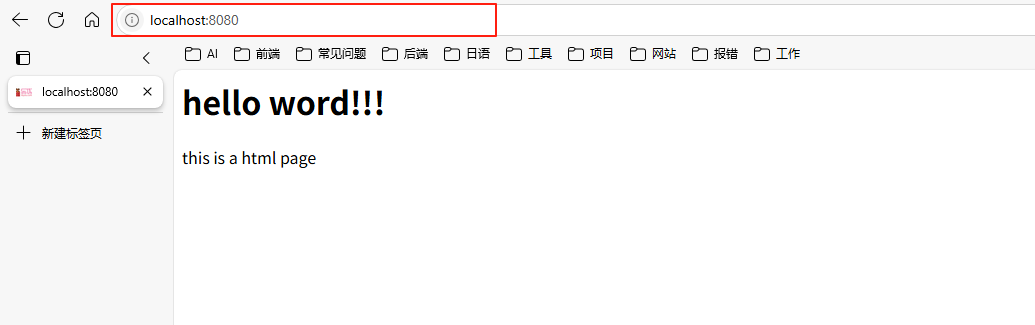 localhost:8080
AI 前端 常见问题 后端 日语 工具 项目 网站 报错 工作
localhost:8080
hello word!!!
新建标签页
this is a html page